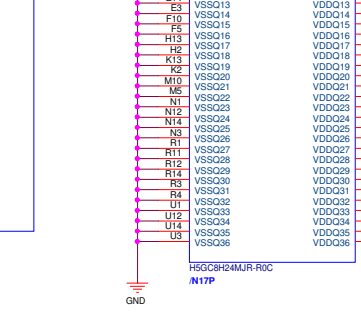 VSSQ13 VDDQ13
E3 VSSQ14 VDDQ14
F10 VSSQ15 VDDQ15
F5 VSSQ16 VDDQ16
H13 VSSQ17 VDDQ17
H2 VSSQ18 VDDQ18
K13 VSSQ19 VDDQ19
K2 VSSQ20 VDDQ20
M10 VSSQ21 VDDQ21
M5 VSSQ22 VDDQ22
N1 VSSQ23 VDDQ23
N12 VSSQ24 VDDQ24
N14 VSSQ25 VDDQ25
N3 VSSQ26 VDDQ26
R1 VSSQ27 VDDQ27
R11 VSSQ28 VDDQ28
R12 VSSQ29 VDDQ29
R14 VSSQ30 VDDQ30
R3 VSSQ31 VDDQ31
R4 VSSQ32 VDDQ32
U1 VSSQ33 VDDQ33
U12 VSSQ34 VDDQ34
U14 VSSQ35 VDDQ35
U3 VSSQ36 VDDQ36
H5GC8H24MJR-R0C
/N17P
GND